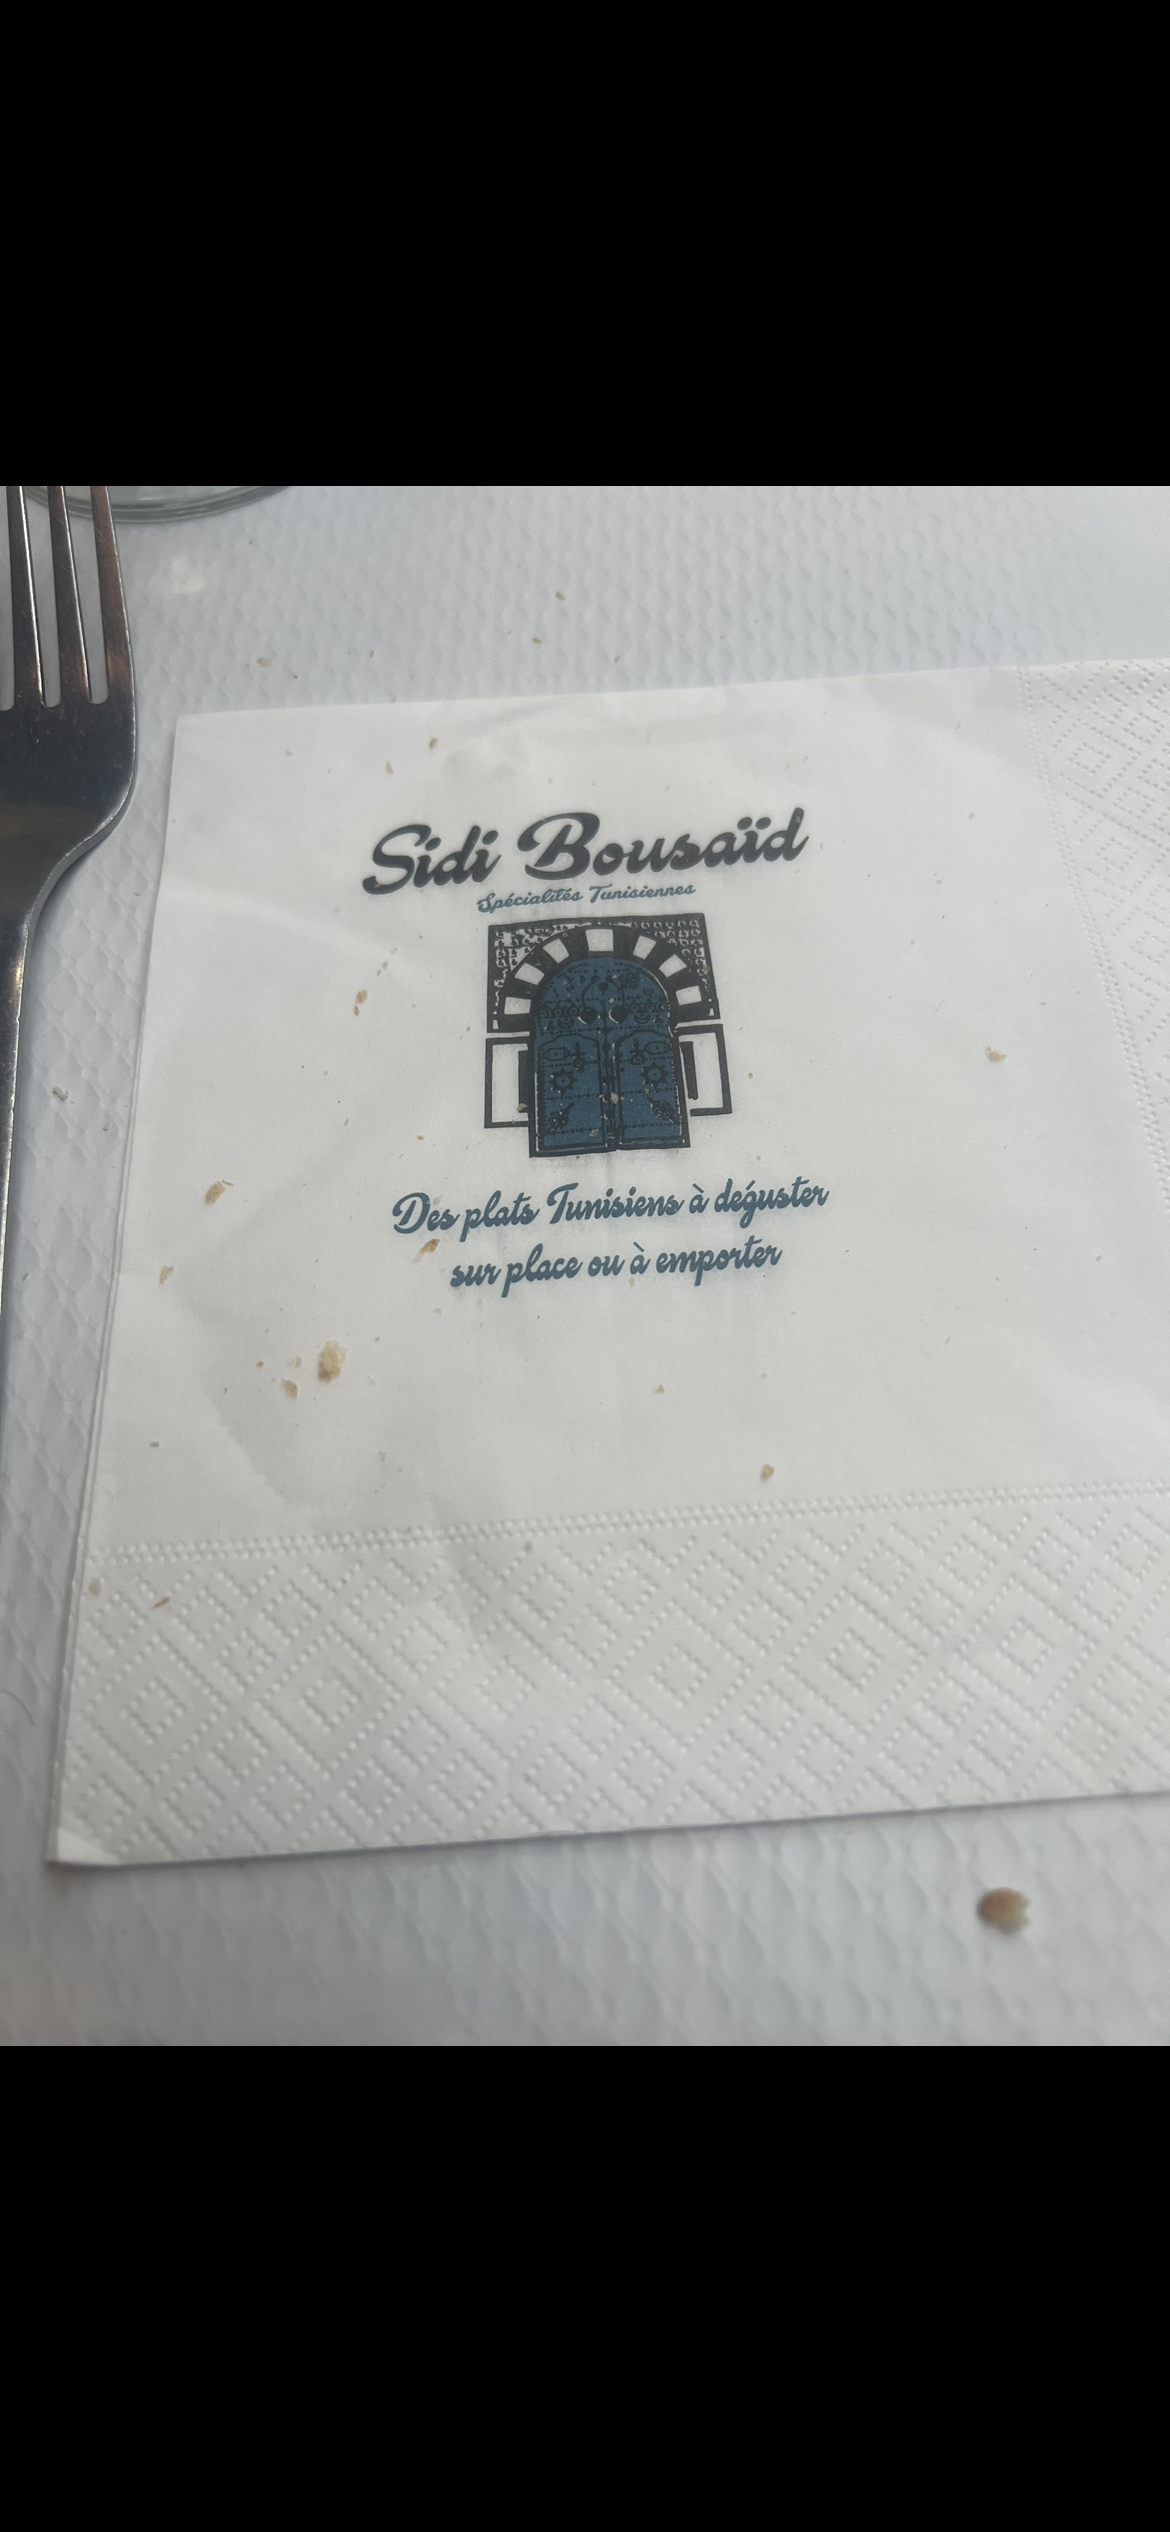 Sidi Bousaïd
Spécialités Tunisiennes
Des plats Tunisiens à déguster
sur place ou à emporter